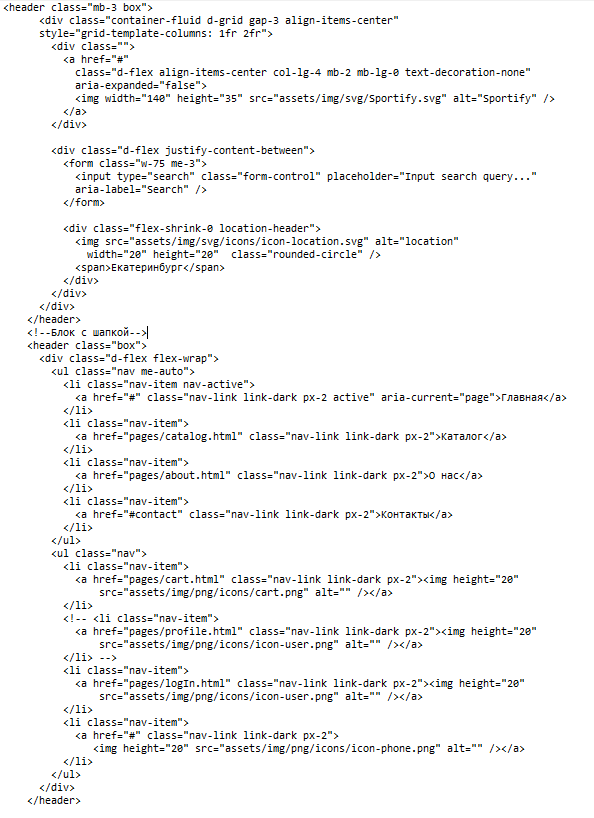 <header class="mb-3 box">
<div class="container-fluid d-grid gap-3 align-items-center"
style="grid-template-columns: 1fr 2fr">
<div class="">
<a href="#"
class="d-flex align-items-center col-lg-4 mb-2 mb-lg-0 text-decoration-none"
aria-expanded="false">
<img width="140" height="35" src="assets/img/svg/Sportify.svg" alt="Sportify" />
</a>
</div>

<div class="d-flex justify-content-between">
<form class="w-75 me-3">
<input type="search" class="form-control" placeholder="Input search query..."
aria-label="Search" />
</form>

<div class="flex-shrink-0 location-header">
<img src="assets/img/svg/icons/icon-location.svg" alt="location"
width="20" height="20"  class="rounded-circle" />
<span>Екатеринбург</span>
</div>
</div>
</div>
</header>
<!--Блок с шапкой-->
<header class="box">
<div class="d-flex flex-wrap">
<ul class="nav me-auto">
<li class="nav-item nav-active">
<a href="#" class="nav-link link-dark px-2 active" aria-current="page">Главная</a>
</li>
<li class="nav-item">
<a href="pages/catalog.html" class="nav-link link-dark px-2">Каталог</a>
</li>
<li class="nav-item">
<a href="pages/about.html" class="nav-link link-dark px-2">О нас</a>
</li>
<li class="nav-item">
<a href="#contact" class="nav-link link-dark px-2">Контакты</a>
</li>
</ul>
<ul class="nav">
<li class="nav-item">
<a href="pages/cart.html" class="nav-link link-dark px-2"><img height="20"
src="assets/img/png/icons/cart.png" alt="" /></a>
</li>
<!-- <li class="nav-item">
<a href="pages/profile.html" class="nav-link link-dark px-2"><img height="20"
src="assets/img/png/icons/icon-user.png" alt="" /></a>
</li> -->
<li class="nav-item">
<a href="pages/logIn.html" class="nav-link link-dark px-2"><img height="20"
src="assets/img/png/icons/icon-user.png" alt="" /></a>
</li>
<li class="nav-item">
<a href="#" class="nav-link link-dark px-2">
<img height="20" src="assets/img/png/icons/icon-phone.png" alt="" /></a>
</li>
</ul>
</div>
</header>